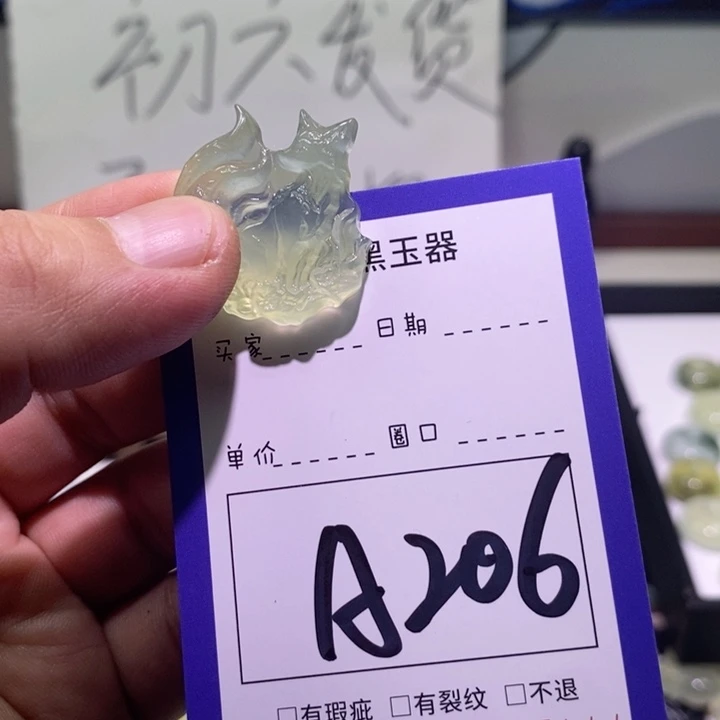 初六发货
黑玉器
买家 日期
单价 圈口
A206
□有瑕疵 □有裂纹 □不退